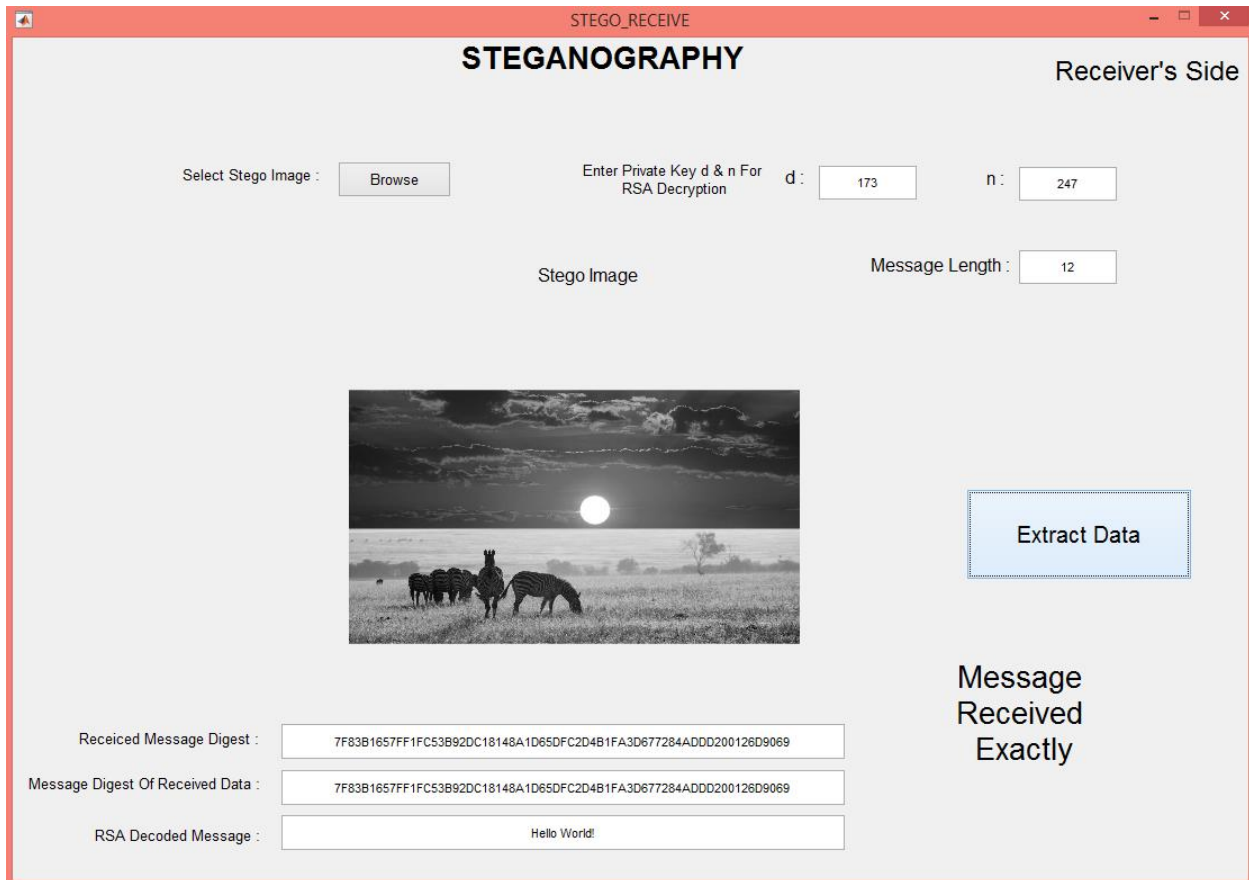 STEGO_RECEIVE
STEGANOGRAPHY
Receiver's Side
Select Stego Image :
Browse
Enter Private Key d & n For
RSA Decryption
d :
173
n :
247
Stego Image
Message Length :
12
Extract Data
Message
Received
Exactly
Receiced Message Digest :
7F83B1657FF1FC53B92DC18148A1D65DFC2D4B1FA3D677284ADDD200126D9069
Message Digest Of Received Data :
7F83B1657FF1FC53B92DC18148A1D65DFC2D4B1FA3D677284ADDD200126D9069
RSA Decoded Message :
Hello World!